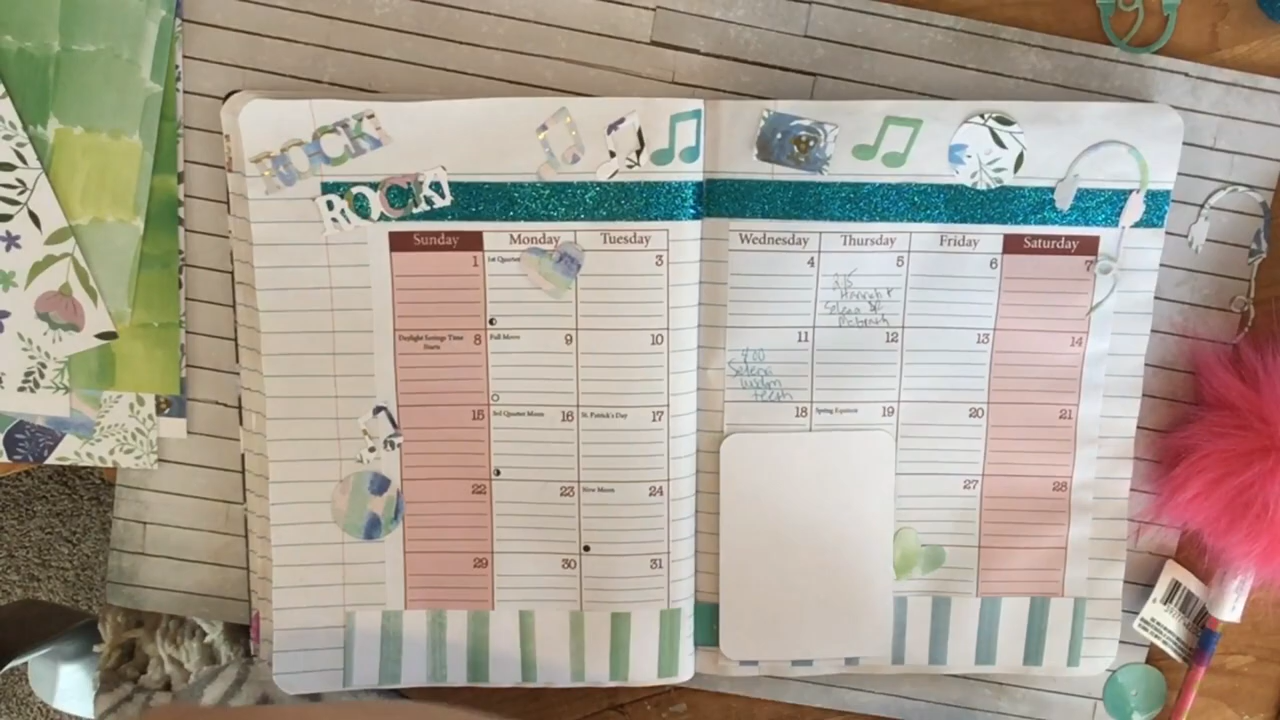 ROCK!
ROCK!
Sunday Monday Tuesday Wednesday Thursday Friday Saturday
1 1st Quarter 3 4 5 6 7
Hannah &
Selena
Daylight Savings Time Starts 8 Full Moon 9 10 11 12 13 14
4:00
Selena
wisdom
teeth
15 3rd Quarter Moon 16 St. Patrick's Day 17 18 Spring Equinox 19 20 21
22 23 New Moon 24 27 28
29 30 31